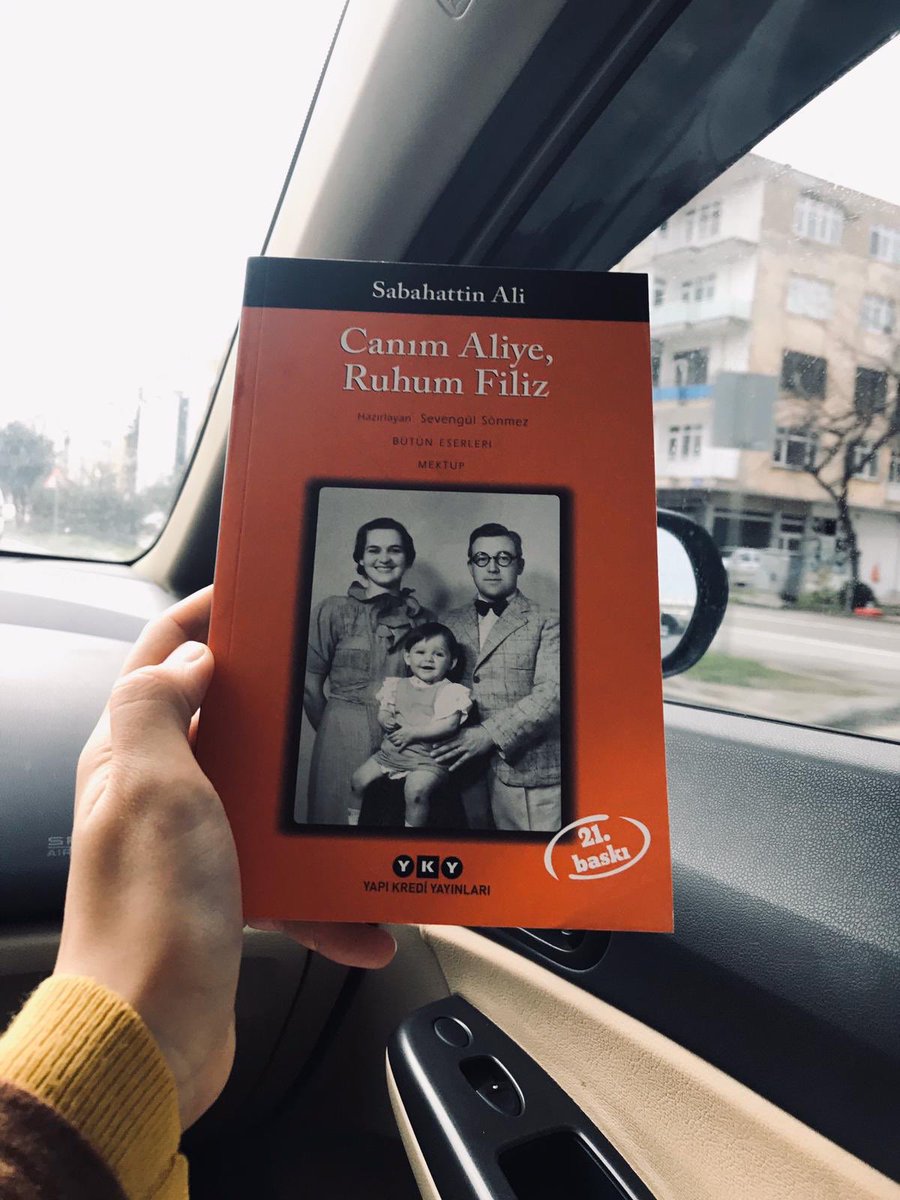 Sabahattin Ali
Canım Aliye,
Ruhum Filiz
Hazırlayan Sevengül Sönmez
BÜTÜN ESERLERİ
MEKTUP
21.
baskı
YKY
YAPI KREDİ YAYINLARI